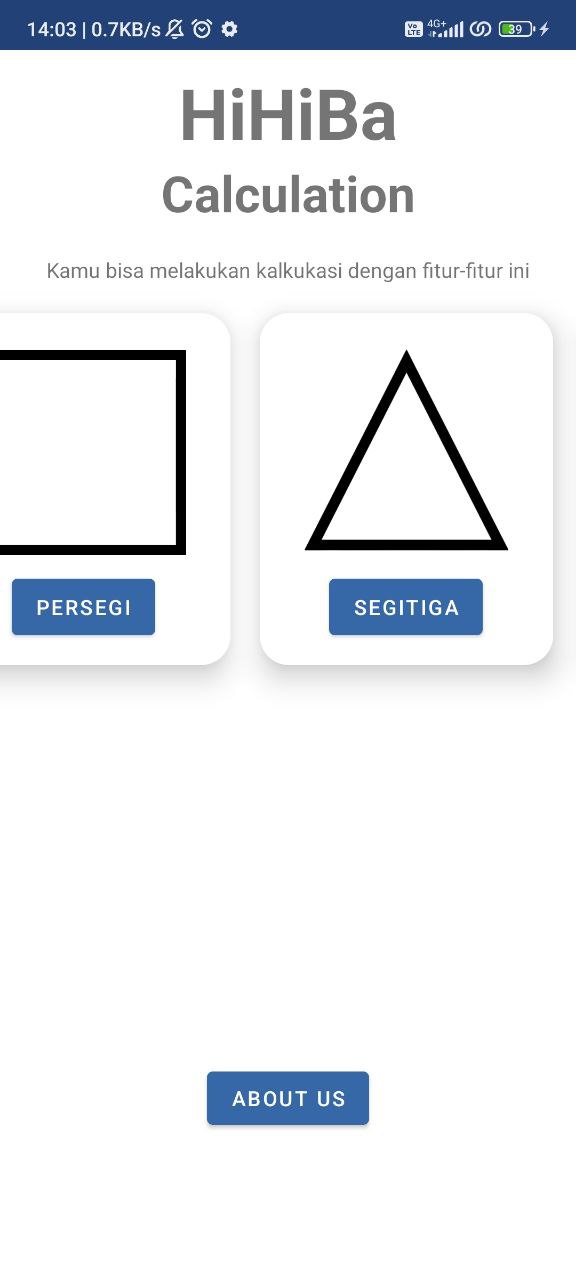 14:03 | 0.7KB/s
Vo LTE 4G+ 39
HiHiBa
Calculation
Kamu bisa melakukan kalkukasi dengan fitur-fitur ini
PERSEGI
SEGITIGA
ABOUT US